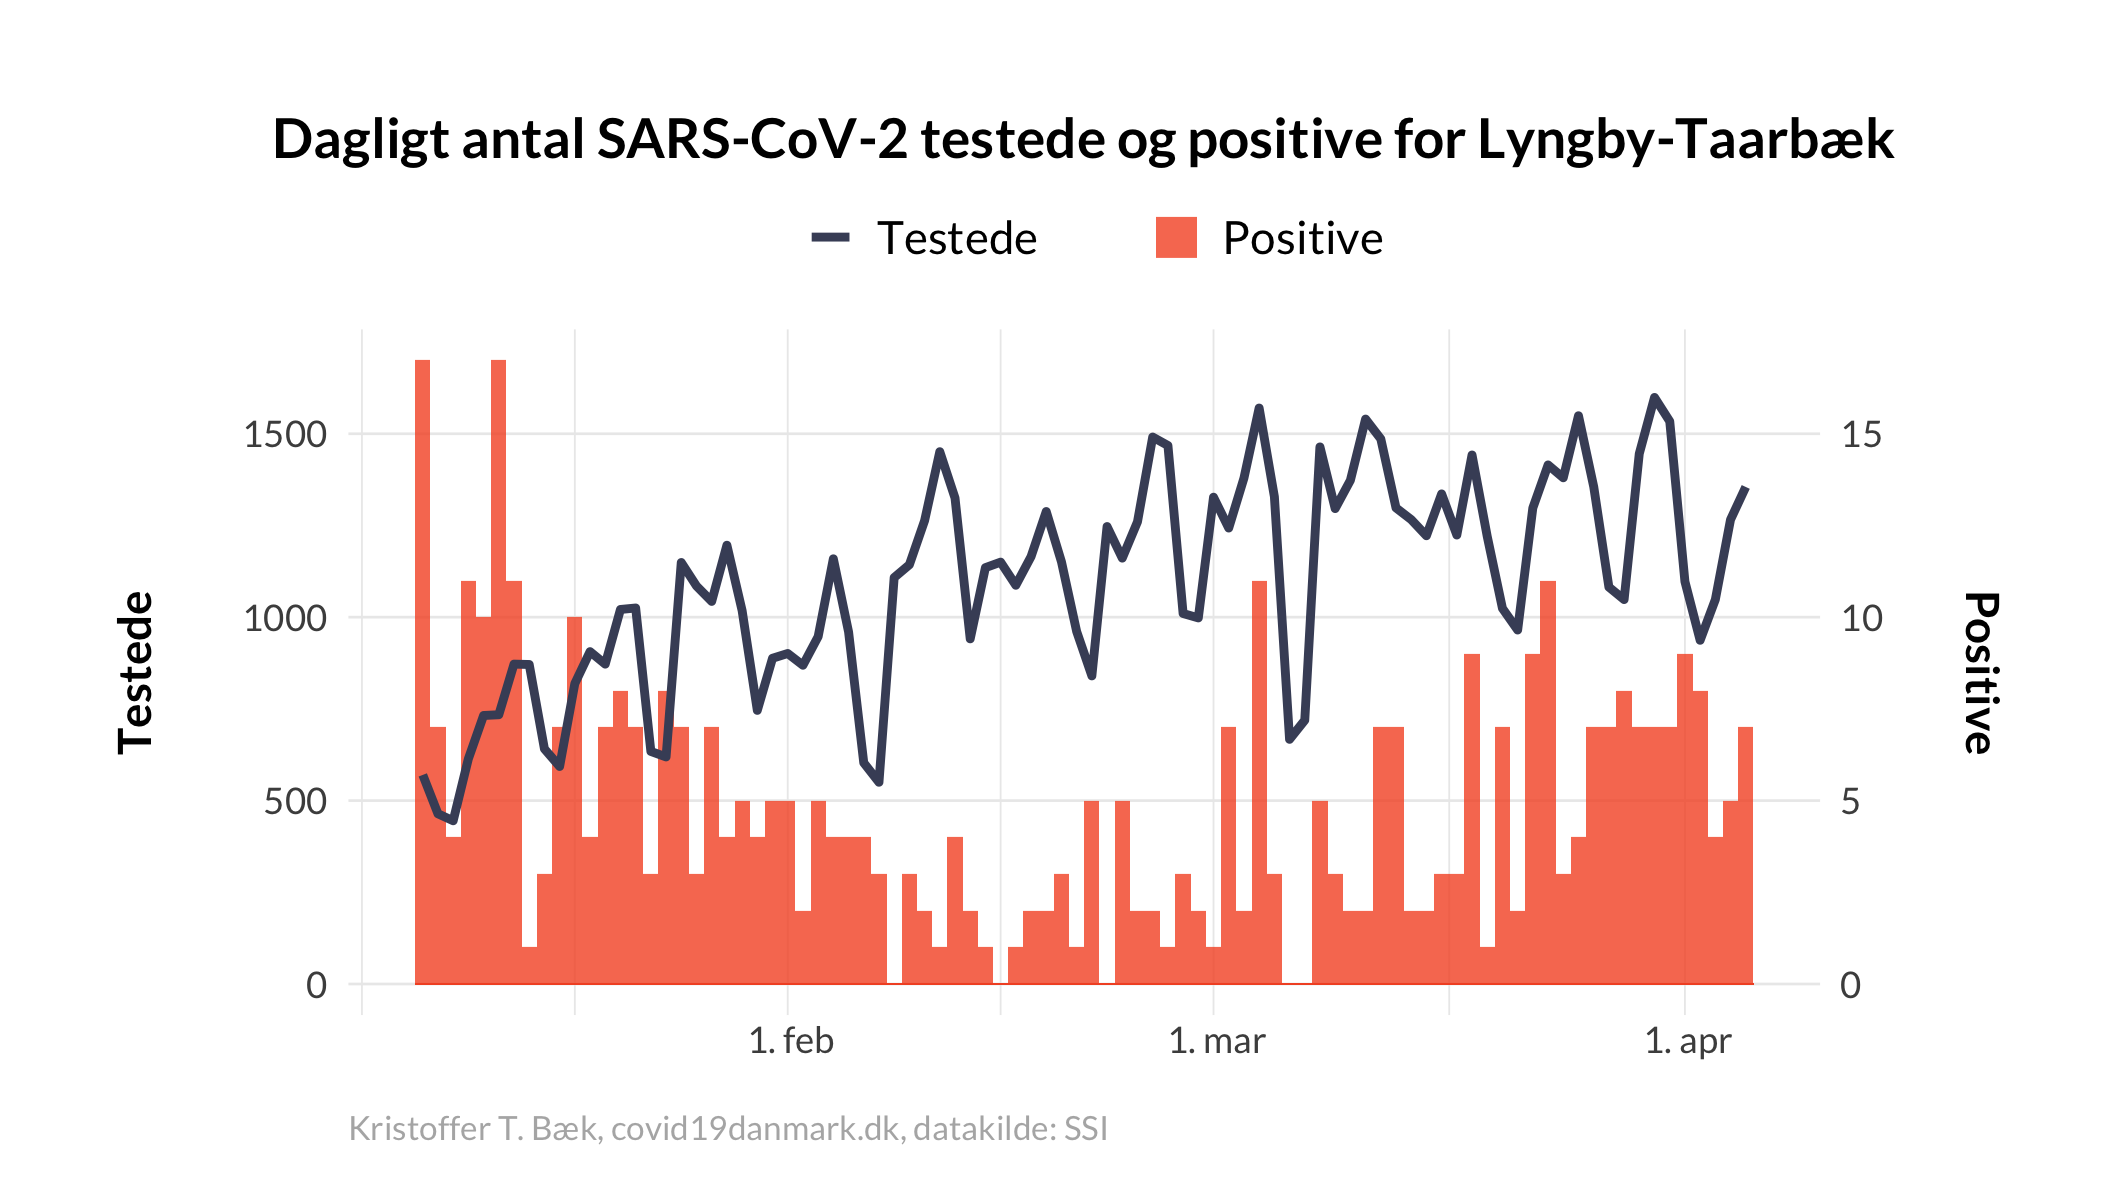 Dagligt antal SARS-CoV-2 testede og positive for Lyngby-Taarbæk
Testede
Positive
Testede
1500
1000
500
0
15
10
5
0
Positive
1. feb
1. mar
1. apr
Kristoffer T. Bæk, covid19danmark.dk, datakilde: SSI